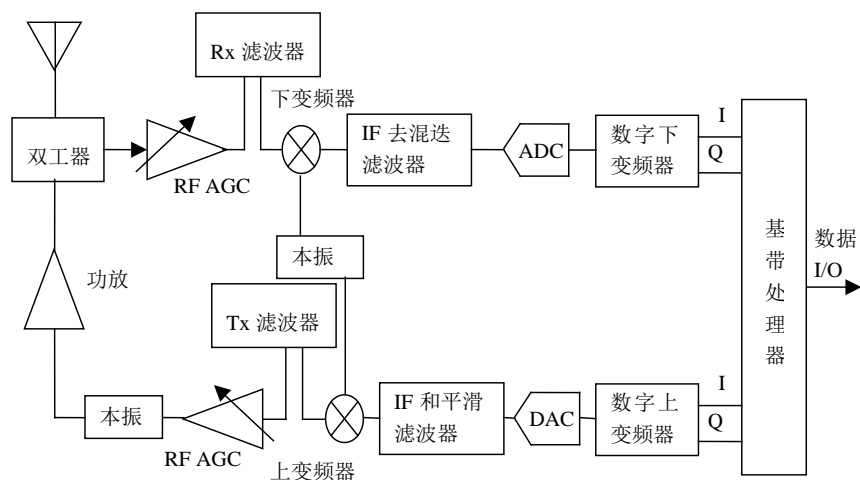 Rx 滤波器
下变频器
双工器
RF AGC
IF 去混迭
滤波器
ADC
数字下
变频器
I
Q
本振
功放
Tx 滤波器
基
带
处
理
器
数据
I/O
本振
RF AGC
上变频器
IF 和平滑
滤波器
DAC
数字上
变频器
I
Q